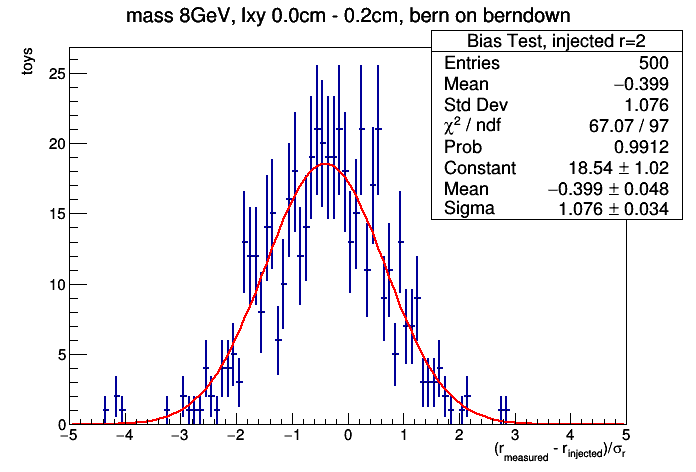 mass 8GeV, lxy 0.0cm - 0.2cm, bern on berndown
toys
Bias Test, injected r=2
Entries 500
Mean −0.399
Std Dev 1.076
χ² / ndf 67.07 / 97
Prob 0.9912
Constant 18.54 ± 1.02
Mean −0.399 ± 0.048
Sigma 1.076 ± 0.034
25
20
15
10
5
0
−5 −4 −3 −2 −1 0 1 2 3 4 5
(r_measured - r_injected)/σ_r